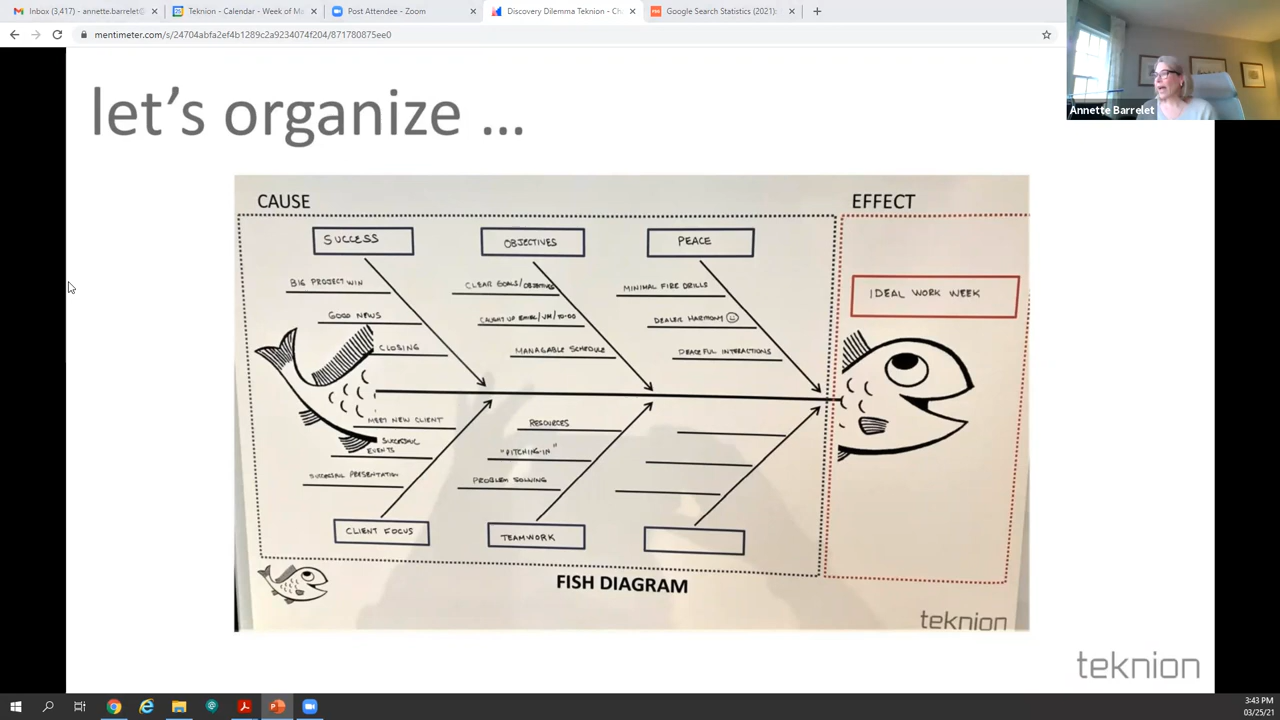 Inbox (3,417) - annette.barrelet@
Teknion - Calendar - Week of Ma
Post Attendee - Zoom
Discovery Dilemma Teknion - Ch
Google Search Statistics (2021):
mentimeter.com/s/24704abfa2ef4b1289c2a9234074f204/871780875ee0
Annette Barrelet
let's organize ...
CAUSE
EFFECT
SUCCESS
OBJECTIVES
PEACE
BIG PROJECT WIN
CLEAR GOALS/OBJECTIVES
MINIMAL FIRE DRILLS
IDEAL WORK WEEK
GOOD NEWS
CAUGHT UP EMAIL/VM/TO-DO
DEALER HARMONY
CLOSING
MANAGABLE SCHEDULE
PEACEFUL INTERACTIONS
MEET NEW CLIENT
RESOURCES
SUCCESSFUL
EVENTS
"PITCHING IN"
SUCCESSFUL PRESENTATION
PROBLEM SOLVING
CLIENT FOCUS
TEAMWORK
FISH DIAGRAM
teknion
teknion
3:43 PM
03/25/21